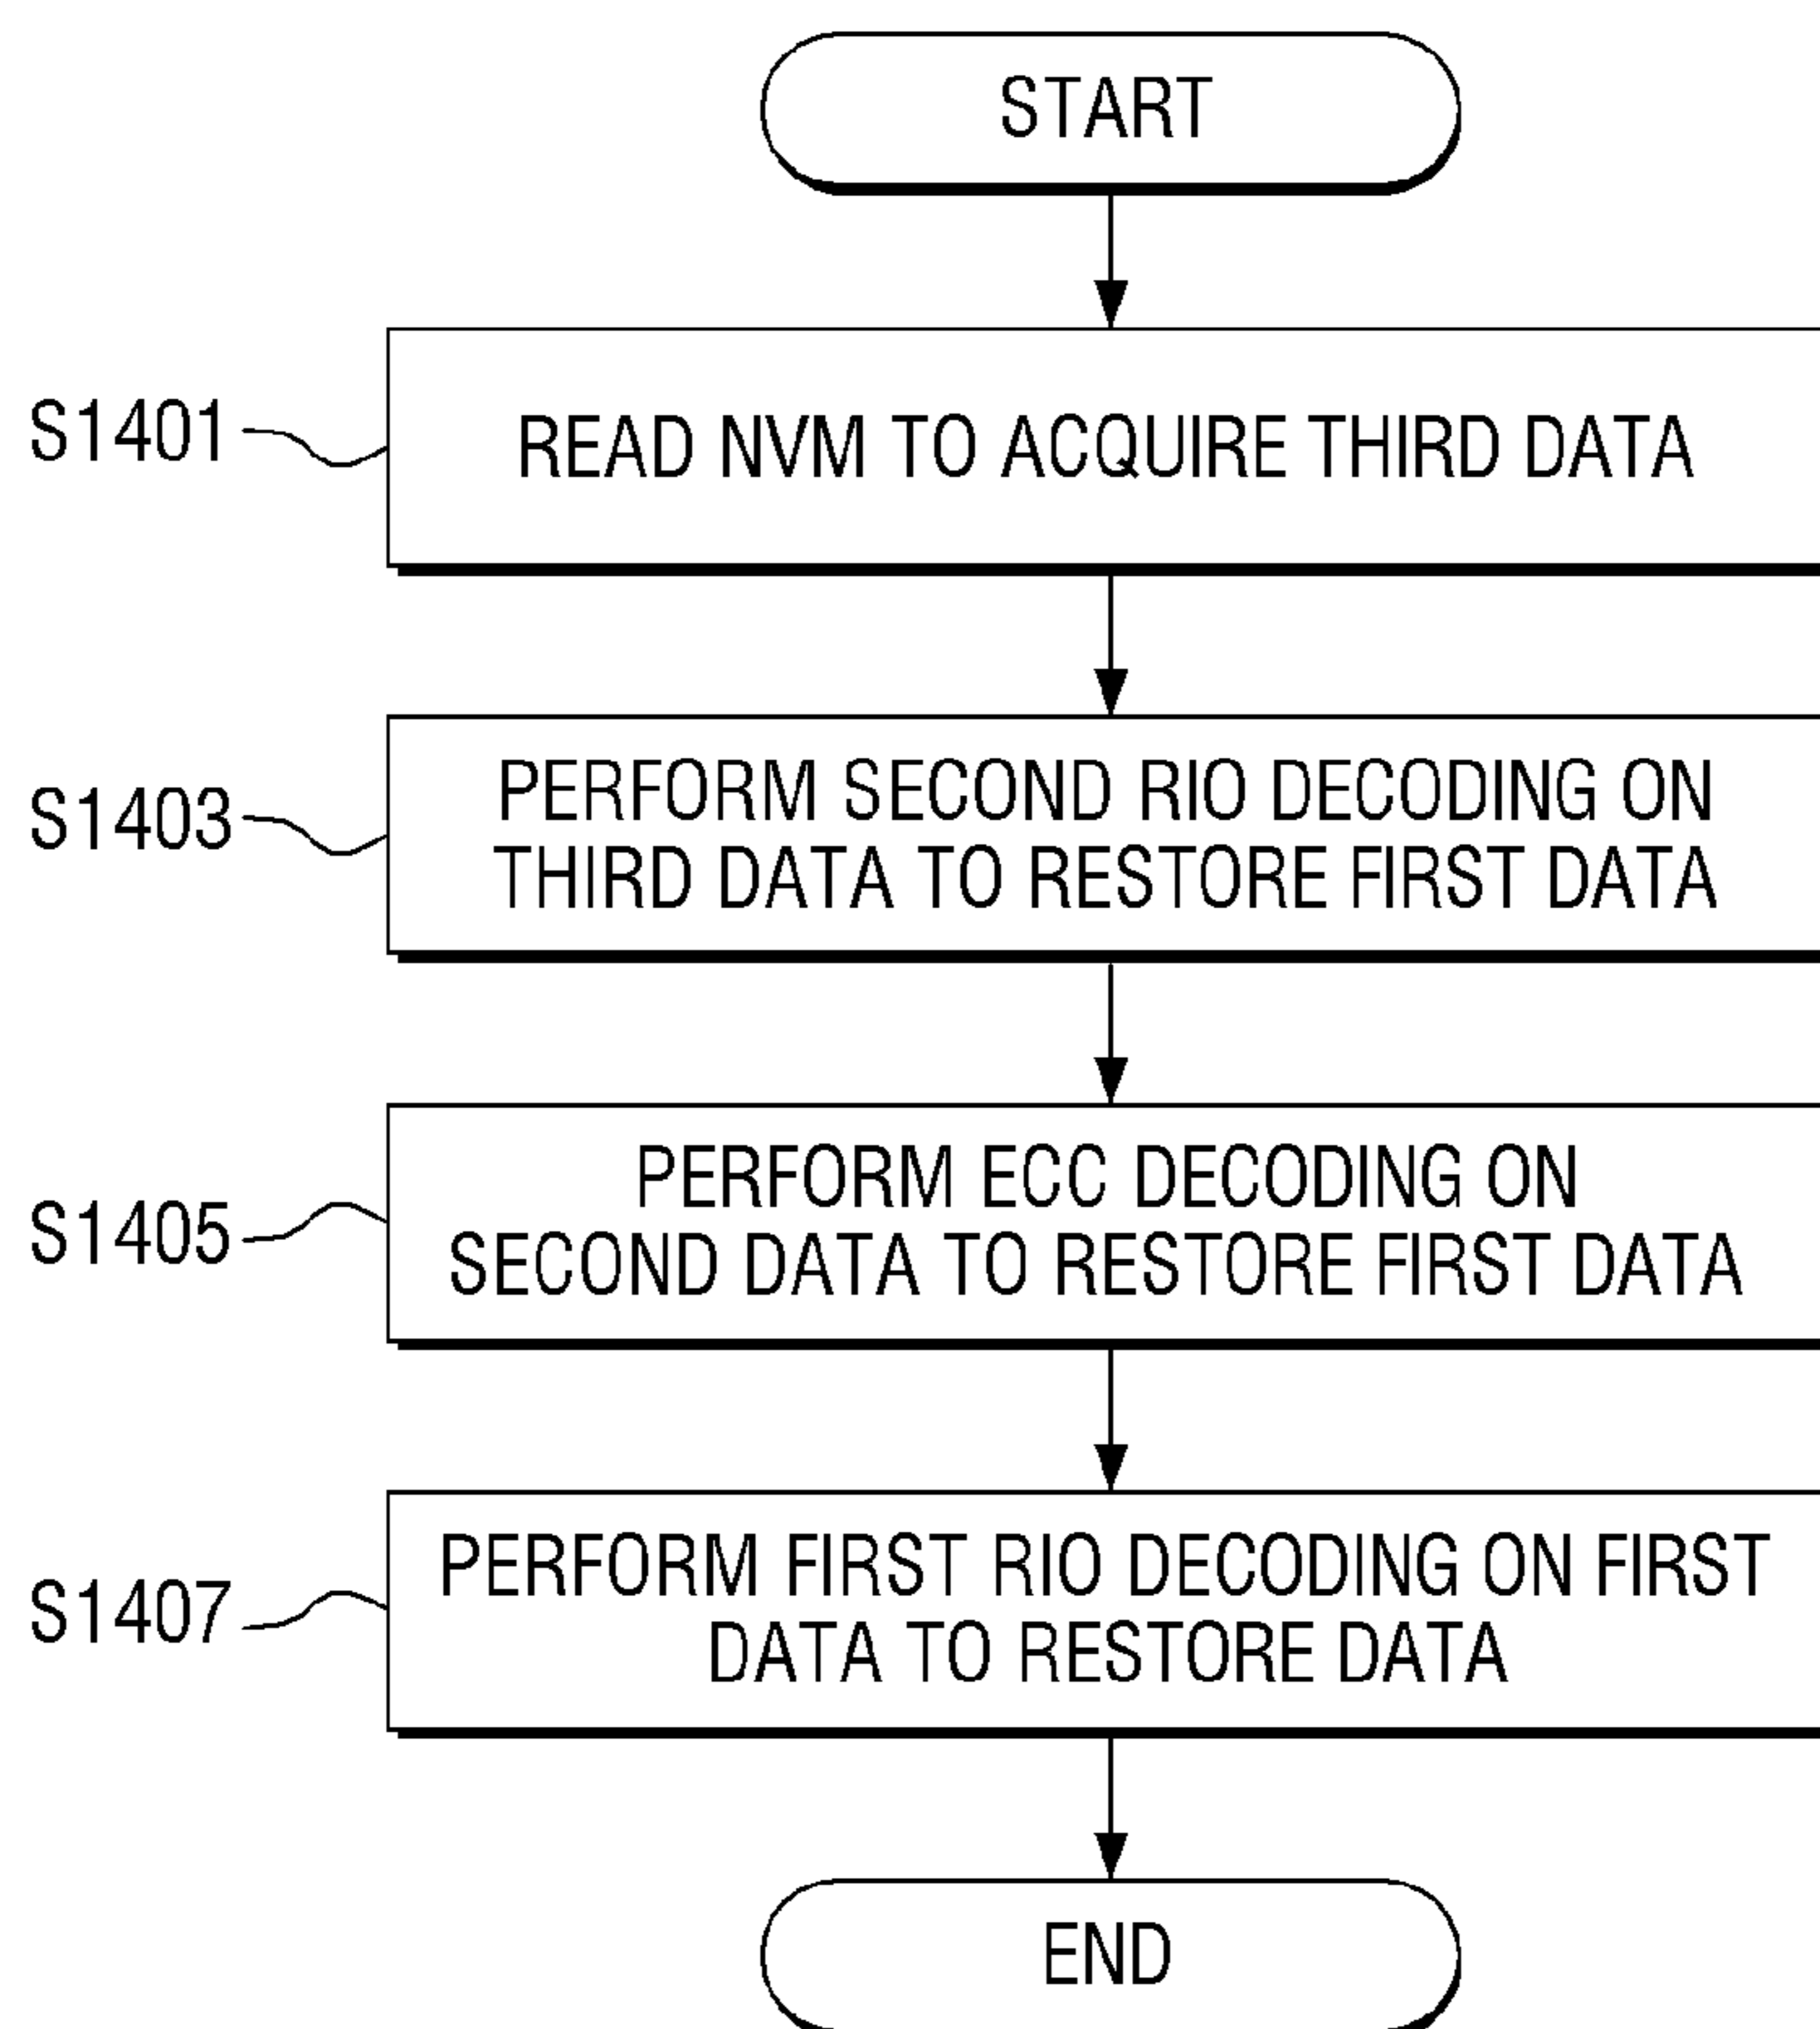 START
S1401
READ NVM TO ACQUIRE THIRD DATA
S1403
PERFORM SECOND RIO DECODING ON
THIRD DATA TO RESTORE FIRST DATA
S1405
PERFORM ECC DECODING ON
SECOND DATA TO RESTORE FIRST DATA
S1407
PERFORM FIRST RIO DECODING ON FIRST
DATA TO RESTORE DATA
END